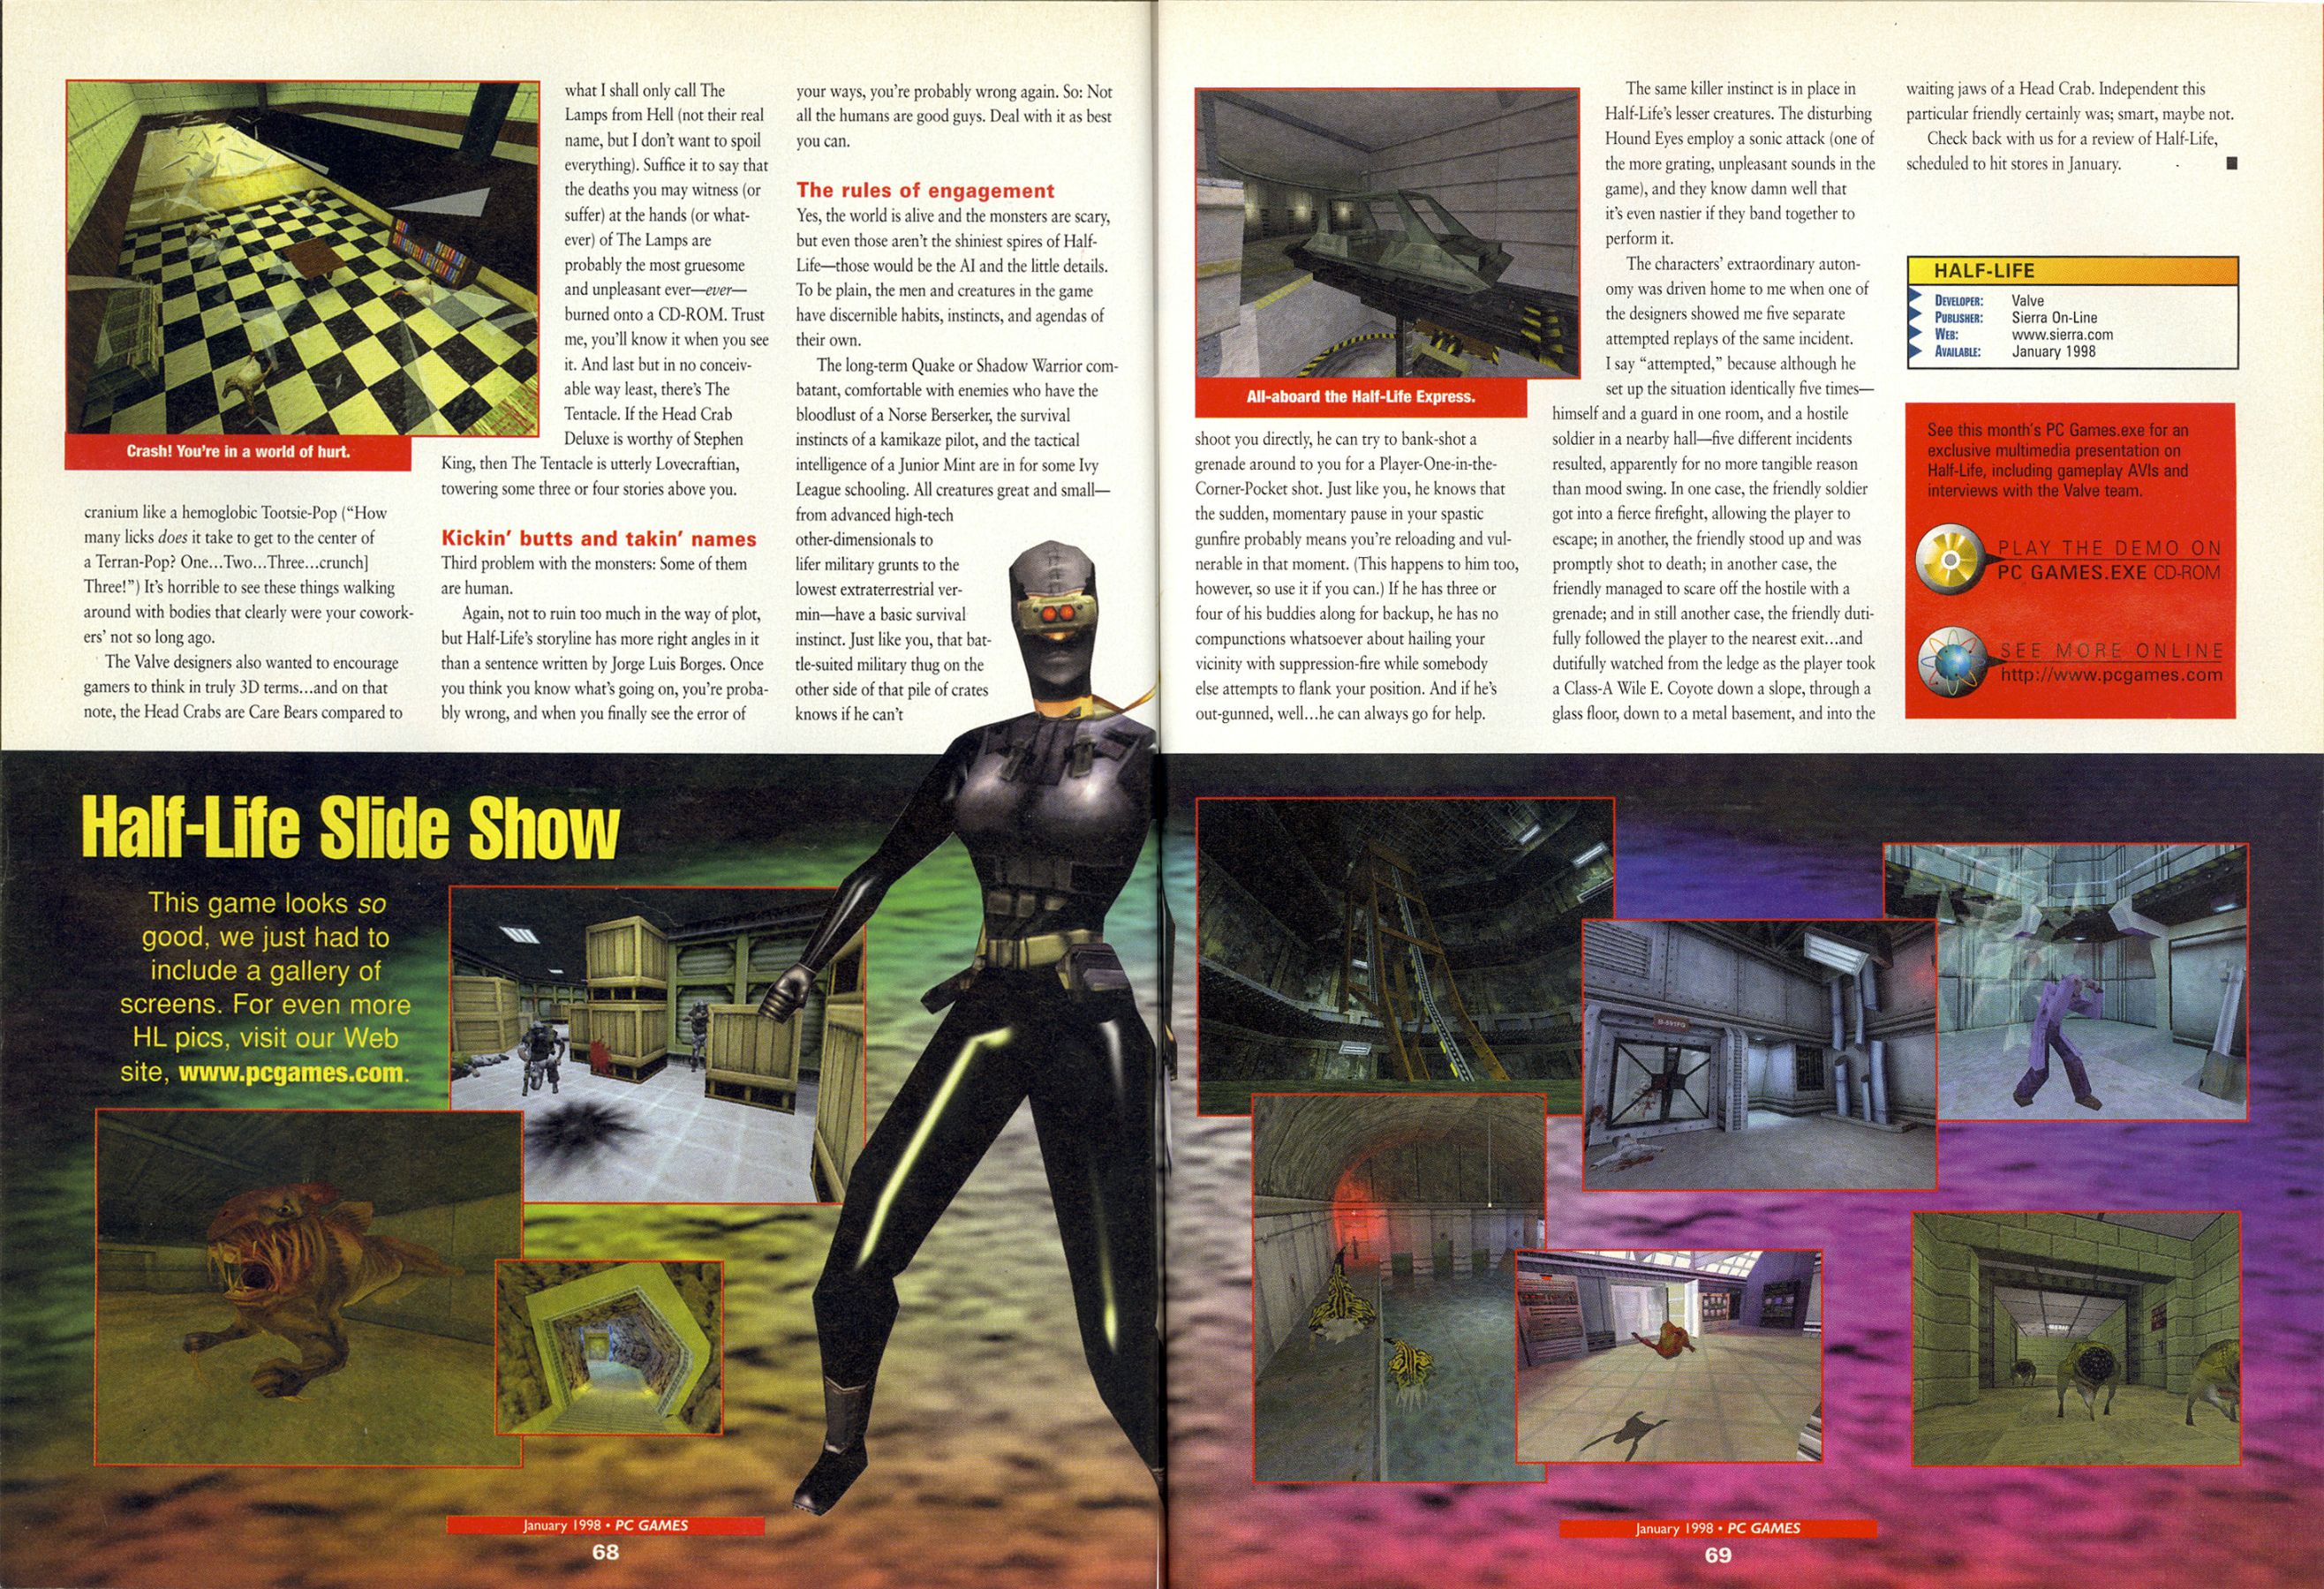 Crash! You're in a world of hurt.
cranium like a hemoglobic Tootsie-Pop (“How
many licks does it take to get to the center of
a Terran-Pop? One…Two…Three…crunch]
Three!”) It's horrible to see these things walking
around with bodies that clearly were your cowork-
ers' not so long ago.
The Valve designers also wanted to encourage
gamers to think in truly 3D terms…and on that
note, the Head Crabs are Care Bears compared to
what I shall only call The
Lamps from Hell (not their real
name, but I don't want to spoil
everything). Suffice it to say that
the deaths you may witness (or
suffer) at the hands (or what-
ever) of The Lamps are
probably the most gruesome
and unpleasant ever—ever—
burned onto a CD-ROM. Trust
me, you'll know it when you see
it. And last but in no conceiv-
able way least, there's The
Tentacle. If the Head Crab
Deluxe is worthy of Stephen
King, then The Tentacle is utterly Lovecraftian,
towering some three or four stories above you.
Kickin' butts and takin' names
Third problem with the monsters: Some of them
are human.
Again, not to ruin too much in the way of plot,
but Half-Life's storyline has more right angles in it
than a sentence written by Jorge Luis Borges. Once
you think you know what's going on, you're proba-
bly wrong, and when you finally see the error of
your ways, you're probably wrong again. So: Not
all the humans are good guys. Deal with it as best
you can.
The rules of engagement
Yes, the world is alive and the monsters are scary,
but even those aren't the shiniest spires of Half-
Life—those would be the AI and the little details.
To be plain, the men and creatures in the game
have discernible habits, instincts, and agendas of
their own.
The long-term Quake or Shadow Warrior com-
batant, comfortable with enemies who have the
bloodlust of a Norse Berserker, the survival
instincts of a kamikaze pilot, and the tactical
intelligence of a Junior Mint are in for some Ivy
League schooling. All creatures great and small—
from advanced high-tech
other-dimensionals to
lifer military grunts to the
lowest extraterrestrial ver-
min—have a basic survival
instinct. Just like you, that bat-
tle-suited military thug on the
other side of that pile of crates
knows if he can't
Half-Life Slide Show
This game looks so
good, we just had to
include a gallery of
screens. For even more
HL pics, visit our Web
site, www.pcgames.com.
January 1998 • PC GAMES
68
All-aboard the Half-Life Express.
shoot you directly, he can try to bank-shot a
grenade around to you for a Player-One-in-the-
Corner-Pocket shot. Just like you, he knows that
the sudden, momentary pause in your spastic
gunfire probably means you're reloading and vul-
nerable in that moment. (This happens to him too,
however, so use it if you can.) If he has three or
four of his buddies along for backup, he has no
compunctions whatsoever about hailing your
vicinity with suppression-fire while somebody
else attempts to flank your position. And if he's
out-gunned, well…he can always go for help.
The same killer instinct is in place in
Half-Life's lesser creatures. The disturbing
Hound Eyes employ a sonic attack (one of
the more grating, unpleasant sounds in the
game), and they know damn well that
it's even nastier if they band together to
perform it.
The characters' extraordinary auton-
omy was driven home to me when one of
the designers showed me five separate
attempted replays of the same incident.
I say “attempted,” because although he
set up the situation identically five times—
himself and a guard in one room, and a hostile
soldier in a nearby hall—five different incidents
resulted, apparently for no more tangible reason
than mood swing. In one case, the friendly soldier
got into a fierce firefight, allowing the player to
escape; in another, the friendly stood up and was
promptly shot to death; in another case, the
friendly managed to scare off the hostile with a
grenade; and in still another case, the friendly duti-
fully followed the player to the nearest exit…and
dutifully watched from the ledge as the player took
a Class-A Wile E. Coyote down a slope, through a
glass floor, down to a metal basement, and into the
waiting jaws of a Head Crab. Independent this
particular friendly certainly was; smart, maybe not.
Check back with us for a review of Half-Life,
scheduled to hit stores in January.
HALF-LIFE
DEVELOPER: Valve
PUBLISHER: Sierra On-Line
WEB: www.sierra.com
AVAILABLE: January 1998
See this month's PC Games.exe for an
exclusive multimedia presentation on
Half-Life, including gameplay AVIs and
interviews with the Valve team.
PLAY THE DEMO ON
PC GAMES.EXE CD-ROM
SEE MORE ONLINE
http://www.pcgames.com
January 1998 • PC GAMES
69